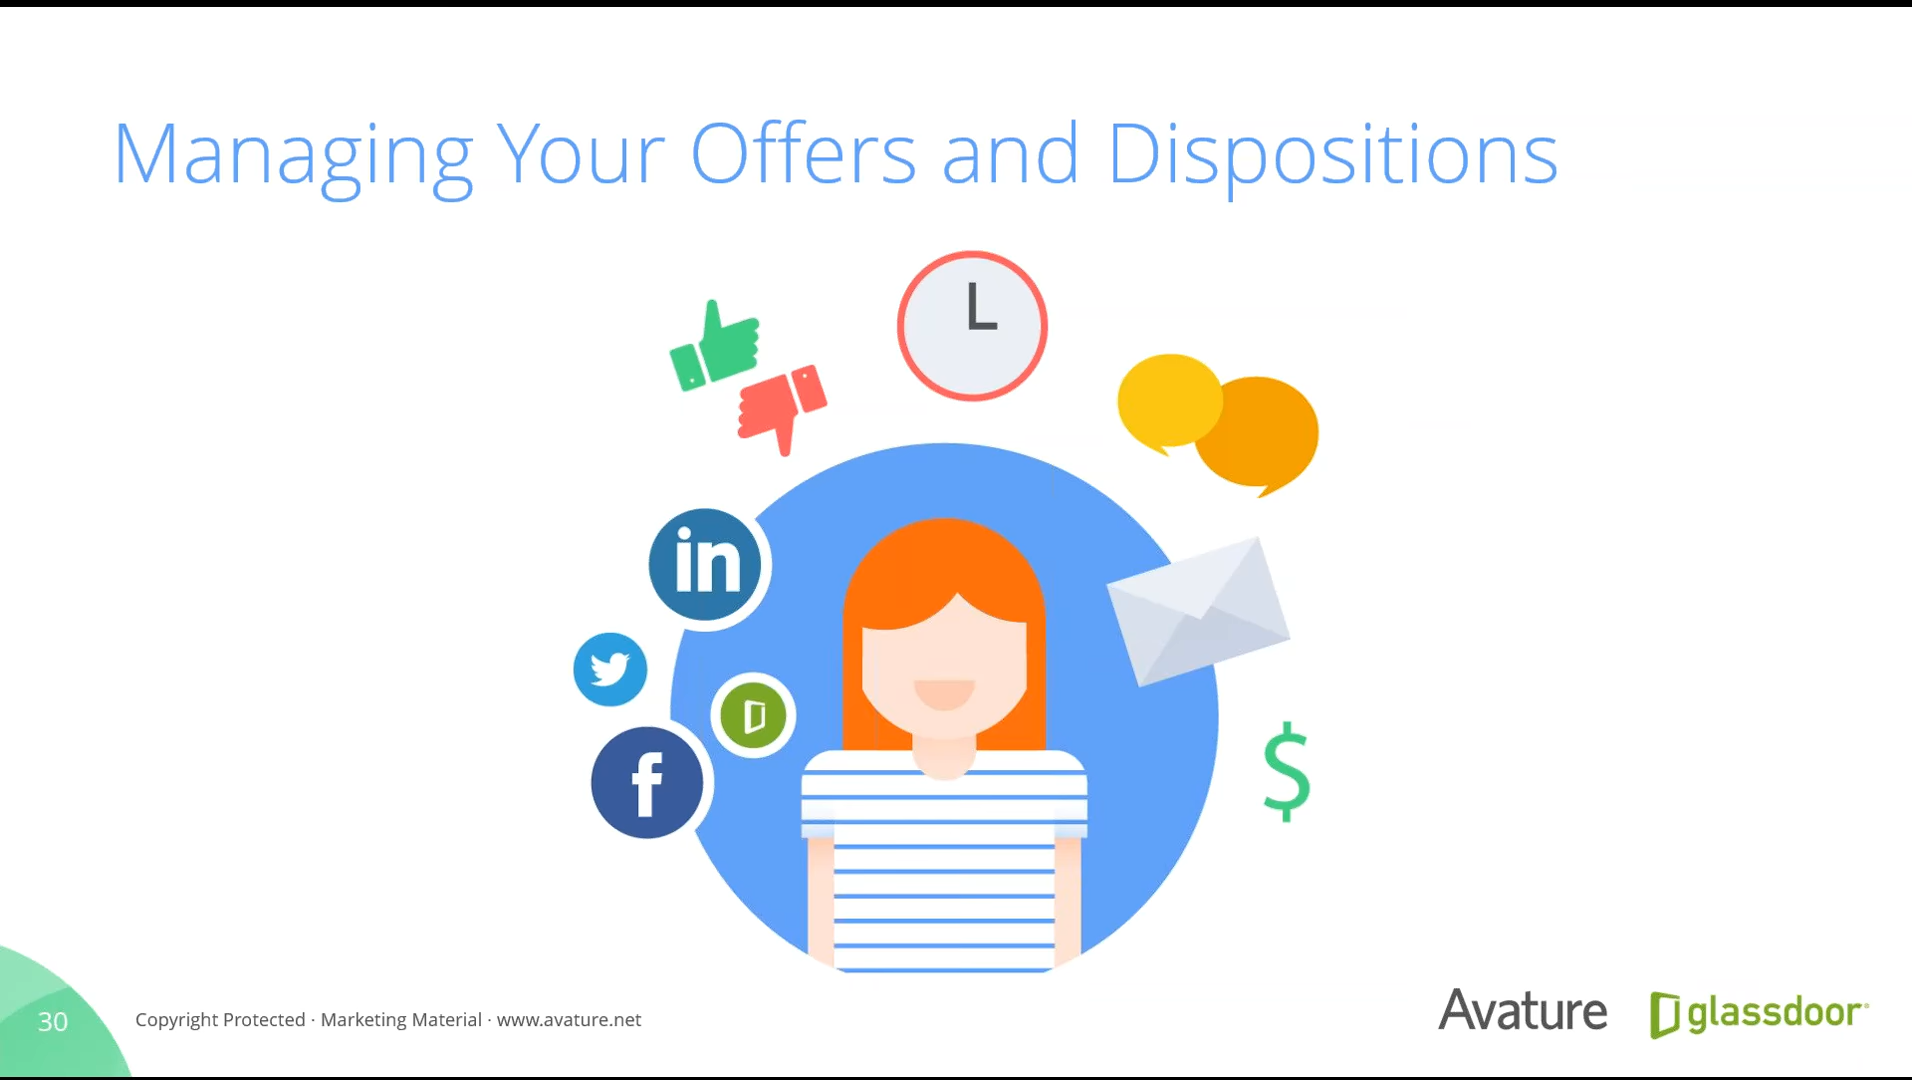 Managing Your Offers and Dispositions
in
f
$
30
Copyright Protected · Marketing Material · www.avature.net
Avature
glassdoor